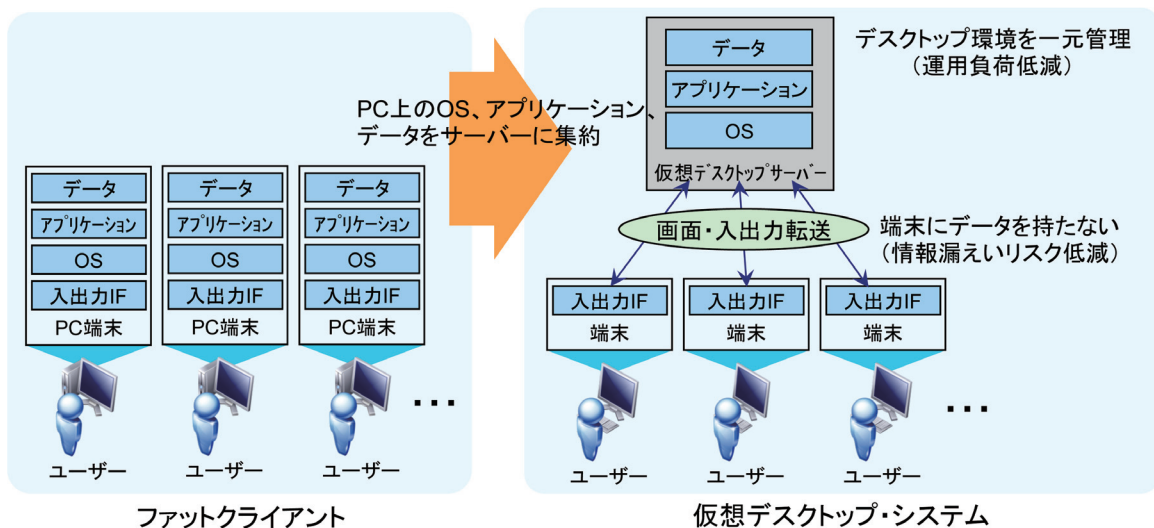 データ
アプリケーション
OS
入出力IF
PC端末
ユーザー
データ
アプリケーション
OS
入出力IF
PC端末
ユーザー
データ
アプリケーション
OS
入出力IF
PC端末
ユーザー
・・・
ファットクライアント
PC上のOS、アプリケーション、
データをサーバーに集約
データ
アプリケーション
OS
仮想デスクトップサーバー
デスクトップ環境を一元管理
（運用負荷低減）
画面・入出力転送
端末にデータを持たない
（情報漏えいリスク低減）
入出力IF
端末
ユーザー
入出力IF
端末
ユーザー
入出力IF
端末
ユーザー
・・・
仮想デスクトップ・システム